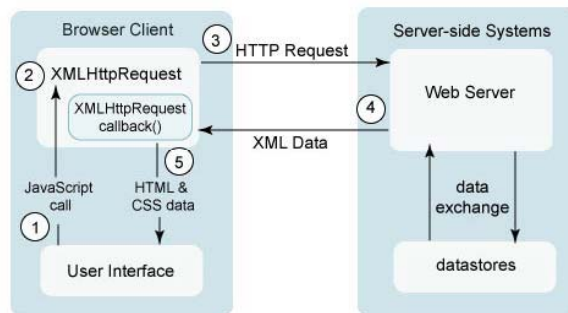 Browser Client
Server-side Systems
3
HTTP Request
2
XMLHttpRequest
Web Server
XMLHttpRequest
callback()
4
XML Data
5
JavaScript
call
HTML &
CSS data
data
exchange
1
User Interface
datastores